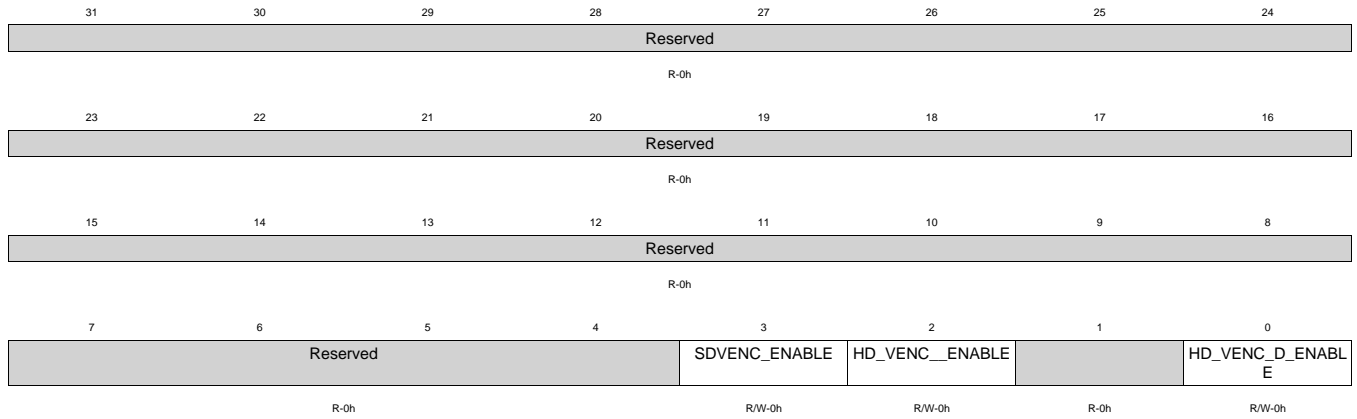 31 30 29 28 27 26 25 24
Reserved
R-0h
23 22 21 20 19 18 17 16
Reserved
R-0h
15 14 13 12 11 10 9 8
Reserved
R-0h
7 6 5 4 3 2 1 0
Reserved SDVENC_ENABLE HD_VENC__ENABLE HD_VENC_D_ENABL
E
R-0h R/W-0h R/W-0h R-0h R/W-0h